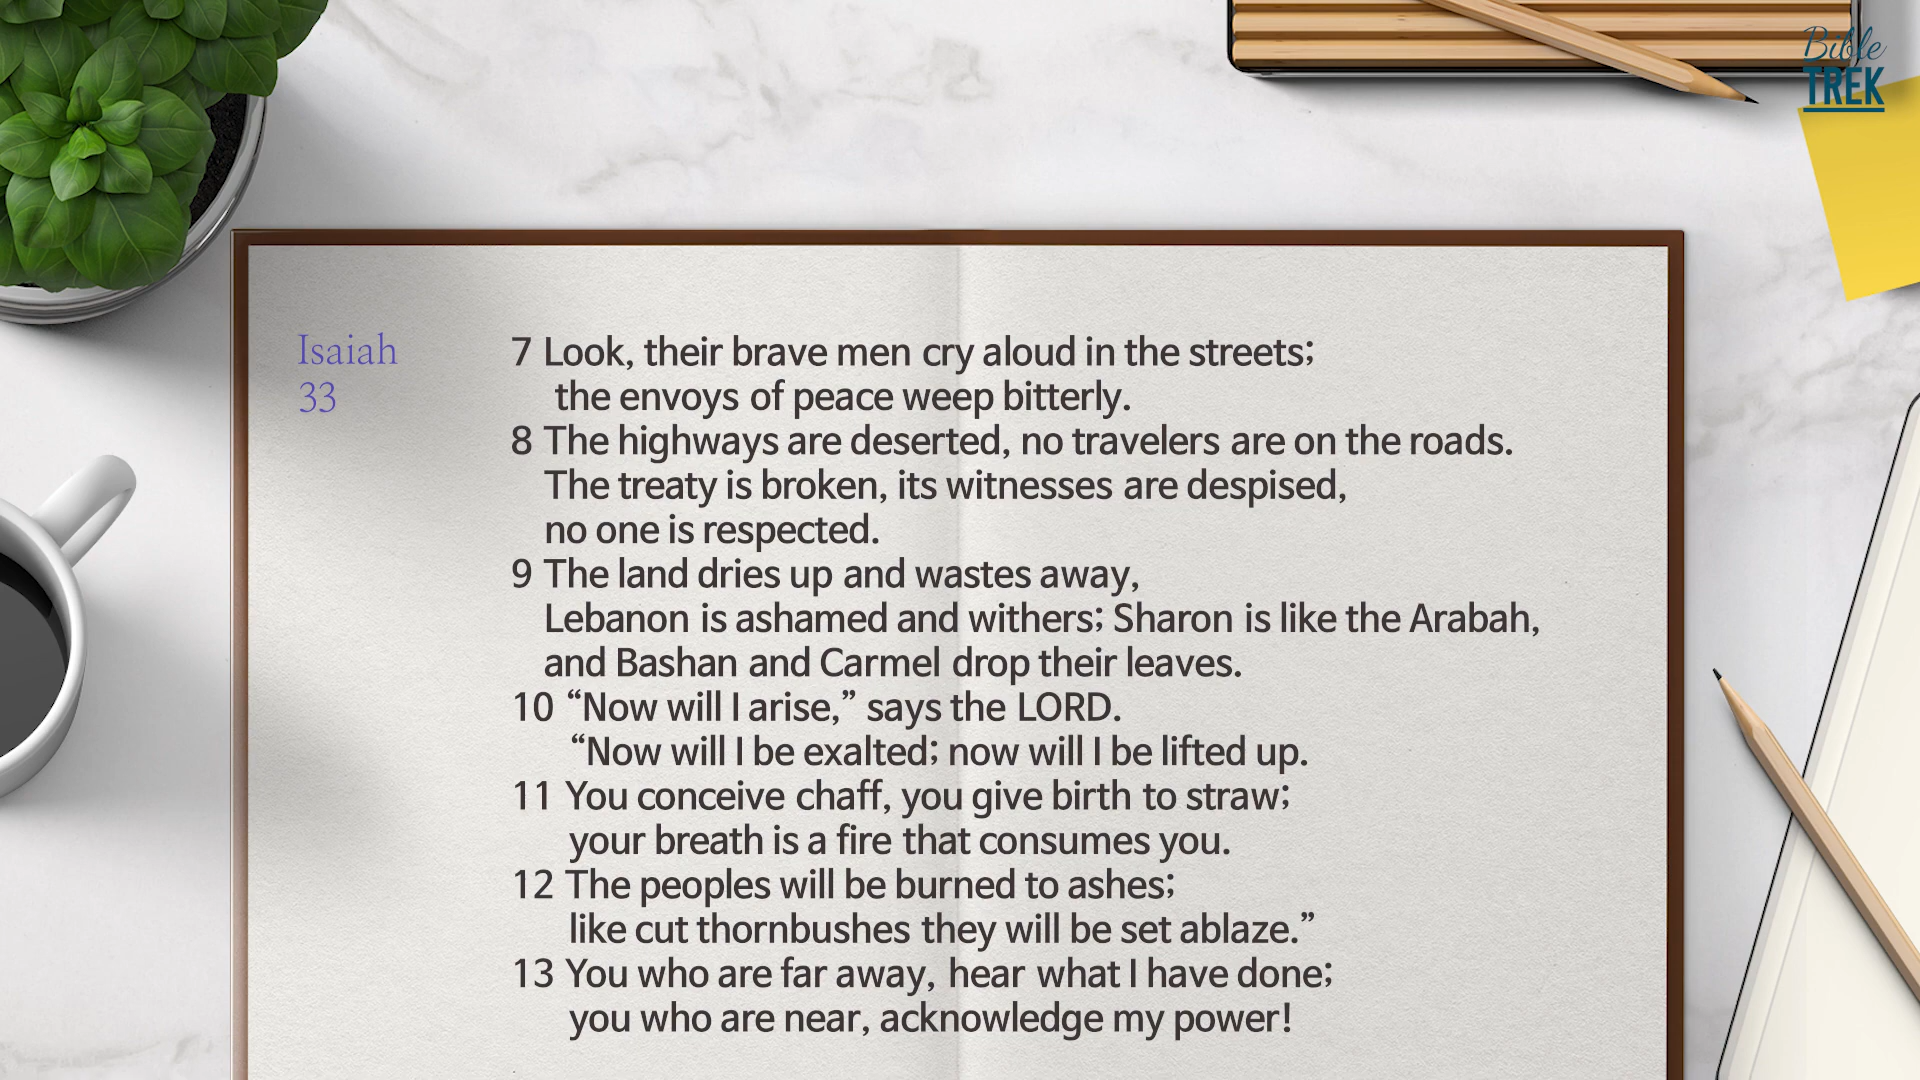 Bible
TREK
Isaiah
33
7 Look, their brave men cry aloud in the streets;
the envoys of peace weep bitterly.
8 The highways are deserted, no travelers are on the roads.
The treaty is broken, its witnesses are despised,
no one is respected.
9 The land dries up and wastes away,
Lebanon is ashamed and withers; Sharon is like the Arabah,
and Bashan and Carmel drop their leaves.
10 “Now will I arise,” says the LORD.
“Now will I be exalted; now will I be lifted up.
11 You conceive chaff, you give birth to straw;
your breath is a fire that consumes you.
12 The peoples will be burned to ashes;
like cut thornbushes they will be set ablaze.”
13 You who are far away, hear what I have done;
you who are near, acknowledge my power!